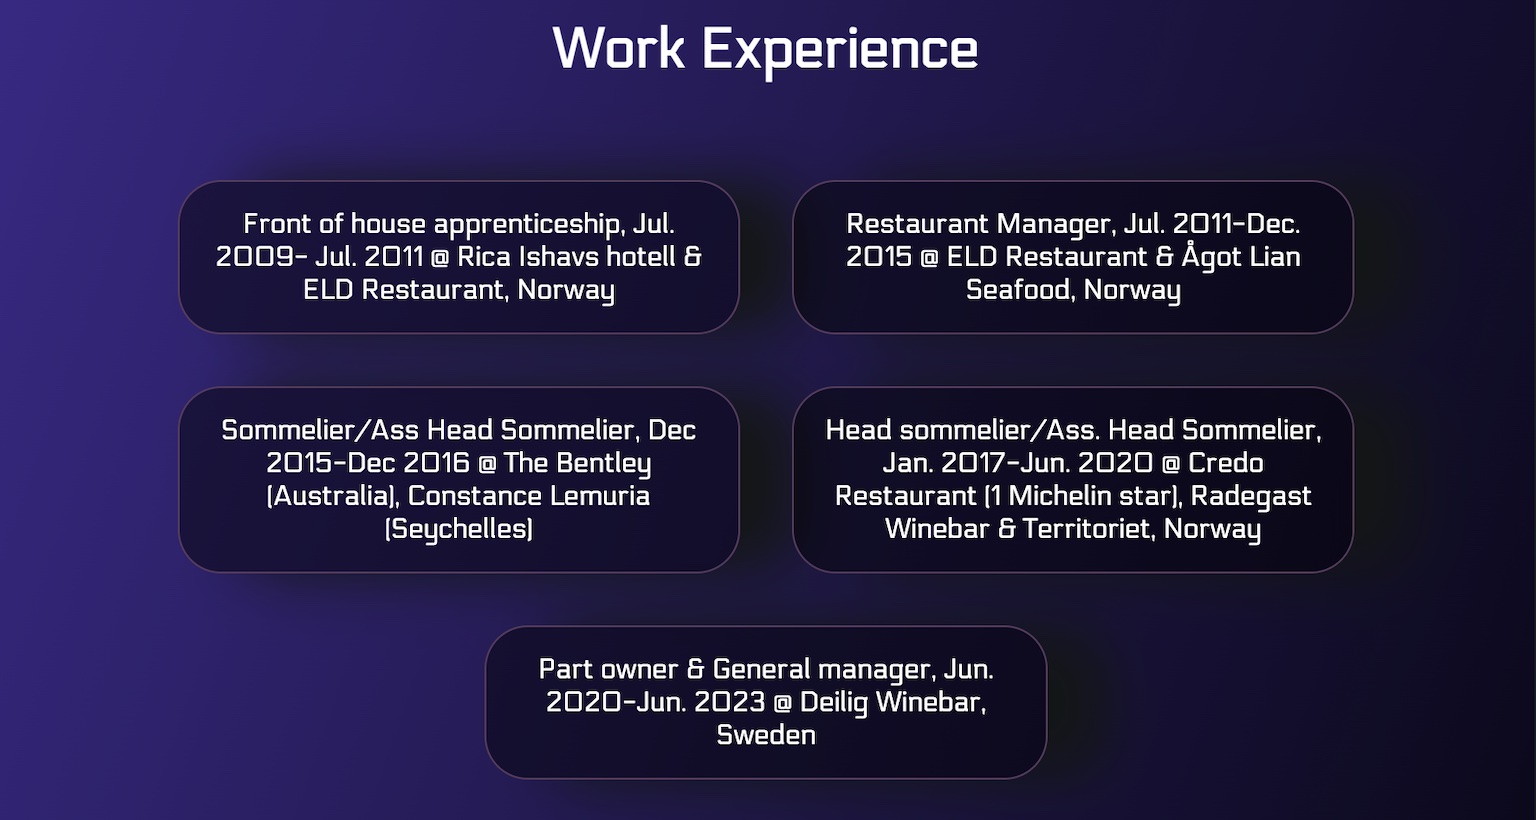 Work Experience
Front of house apprenticeship, Jul.
2009- Jul. 2011 @ Rica Ishavs hotell &
ELD Restaurant, Norway
Restaurant Manager, Jul. 2011-Dec.
2015 @ ELD Restaurant & Ågot Lian
Seafood, Norway
Sommelier/Ass Head Sommelier, Dec
2015-Dec 2016 @ The Bentley
(Australia), Constance Lemuria
(Seychelles)
Head sommelier/Ass. Head Sommelier,
Jan. 2017-Jun. 2020 @ Credo
Restaurant (1 Michelin star), Radegast
Winebar & Territoriet, Norway
Part owner & General manager, Jun.
2020-Jun. 2023 @ Deilig Winebar,
Sweden